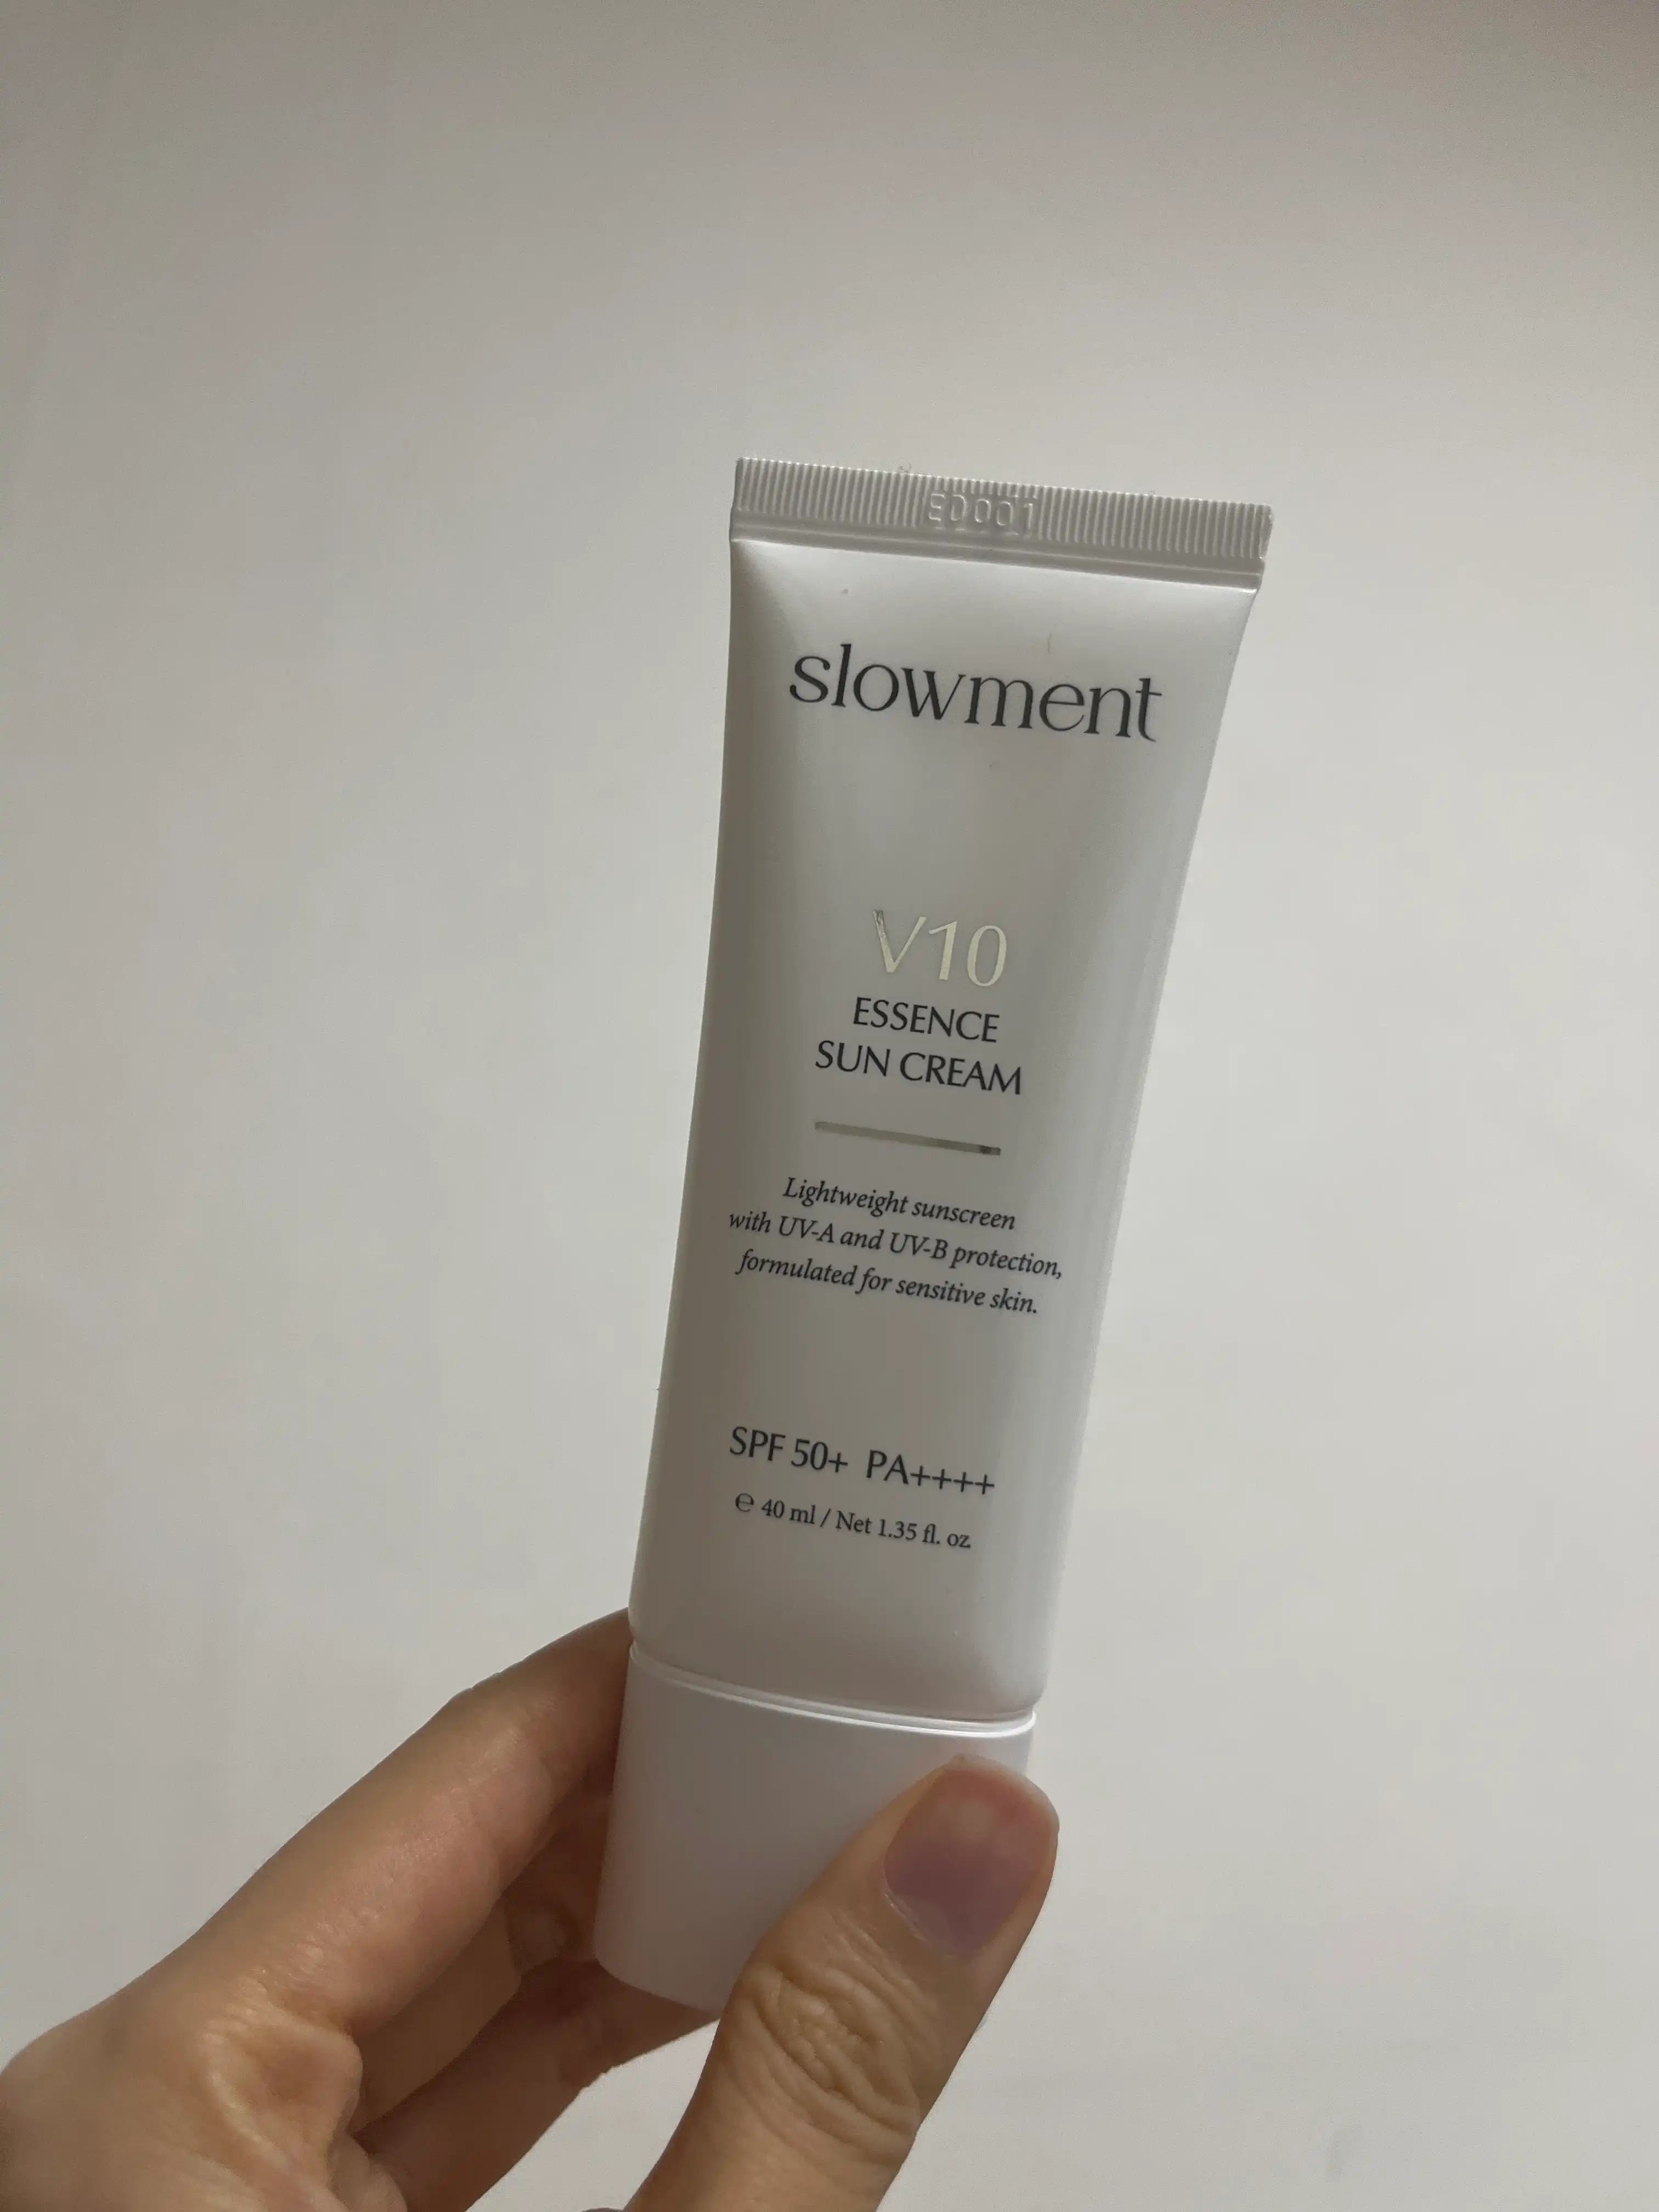 ED001
slowment
V10
ESSENCE
SUN CREAM
Lightweight sunscreen
with UV-A and UV-B protection,
formulated for sensitive skin.
SPF 50+ PA++++
℮ 40 ml / Net 1.35 fl. oz